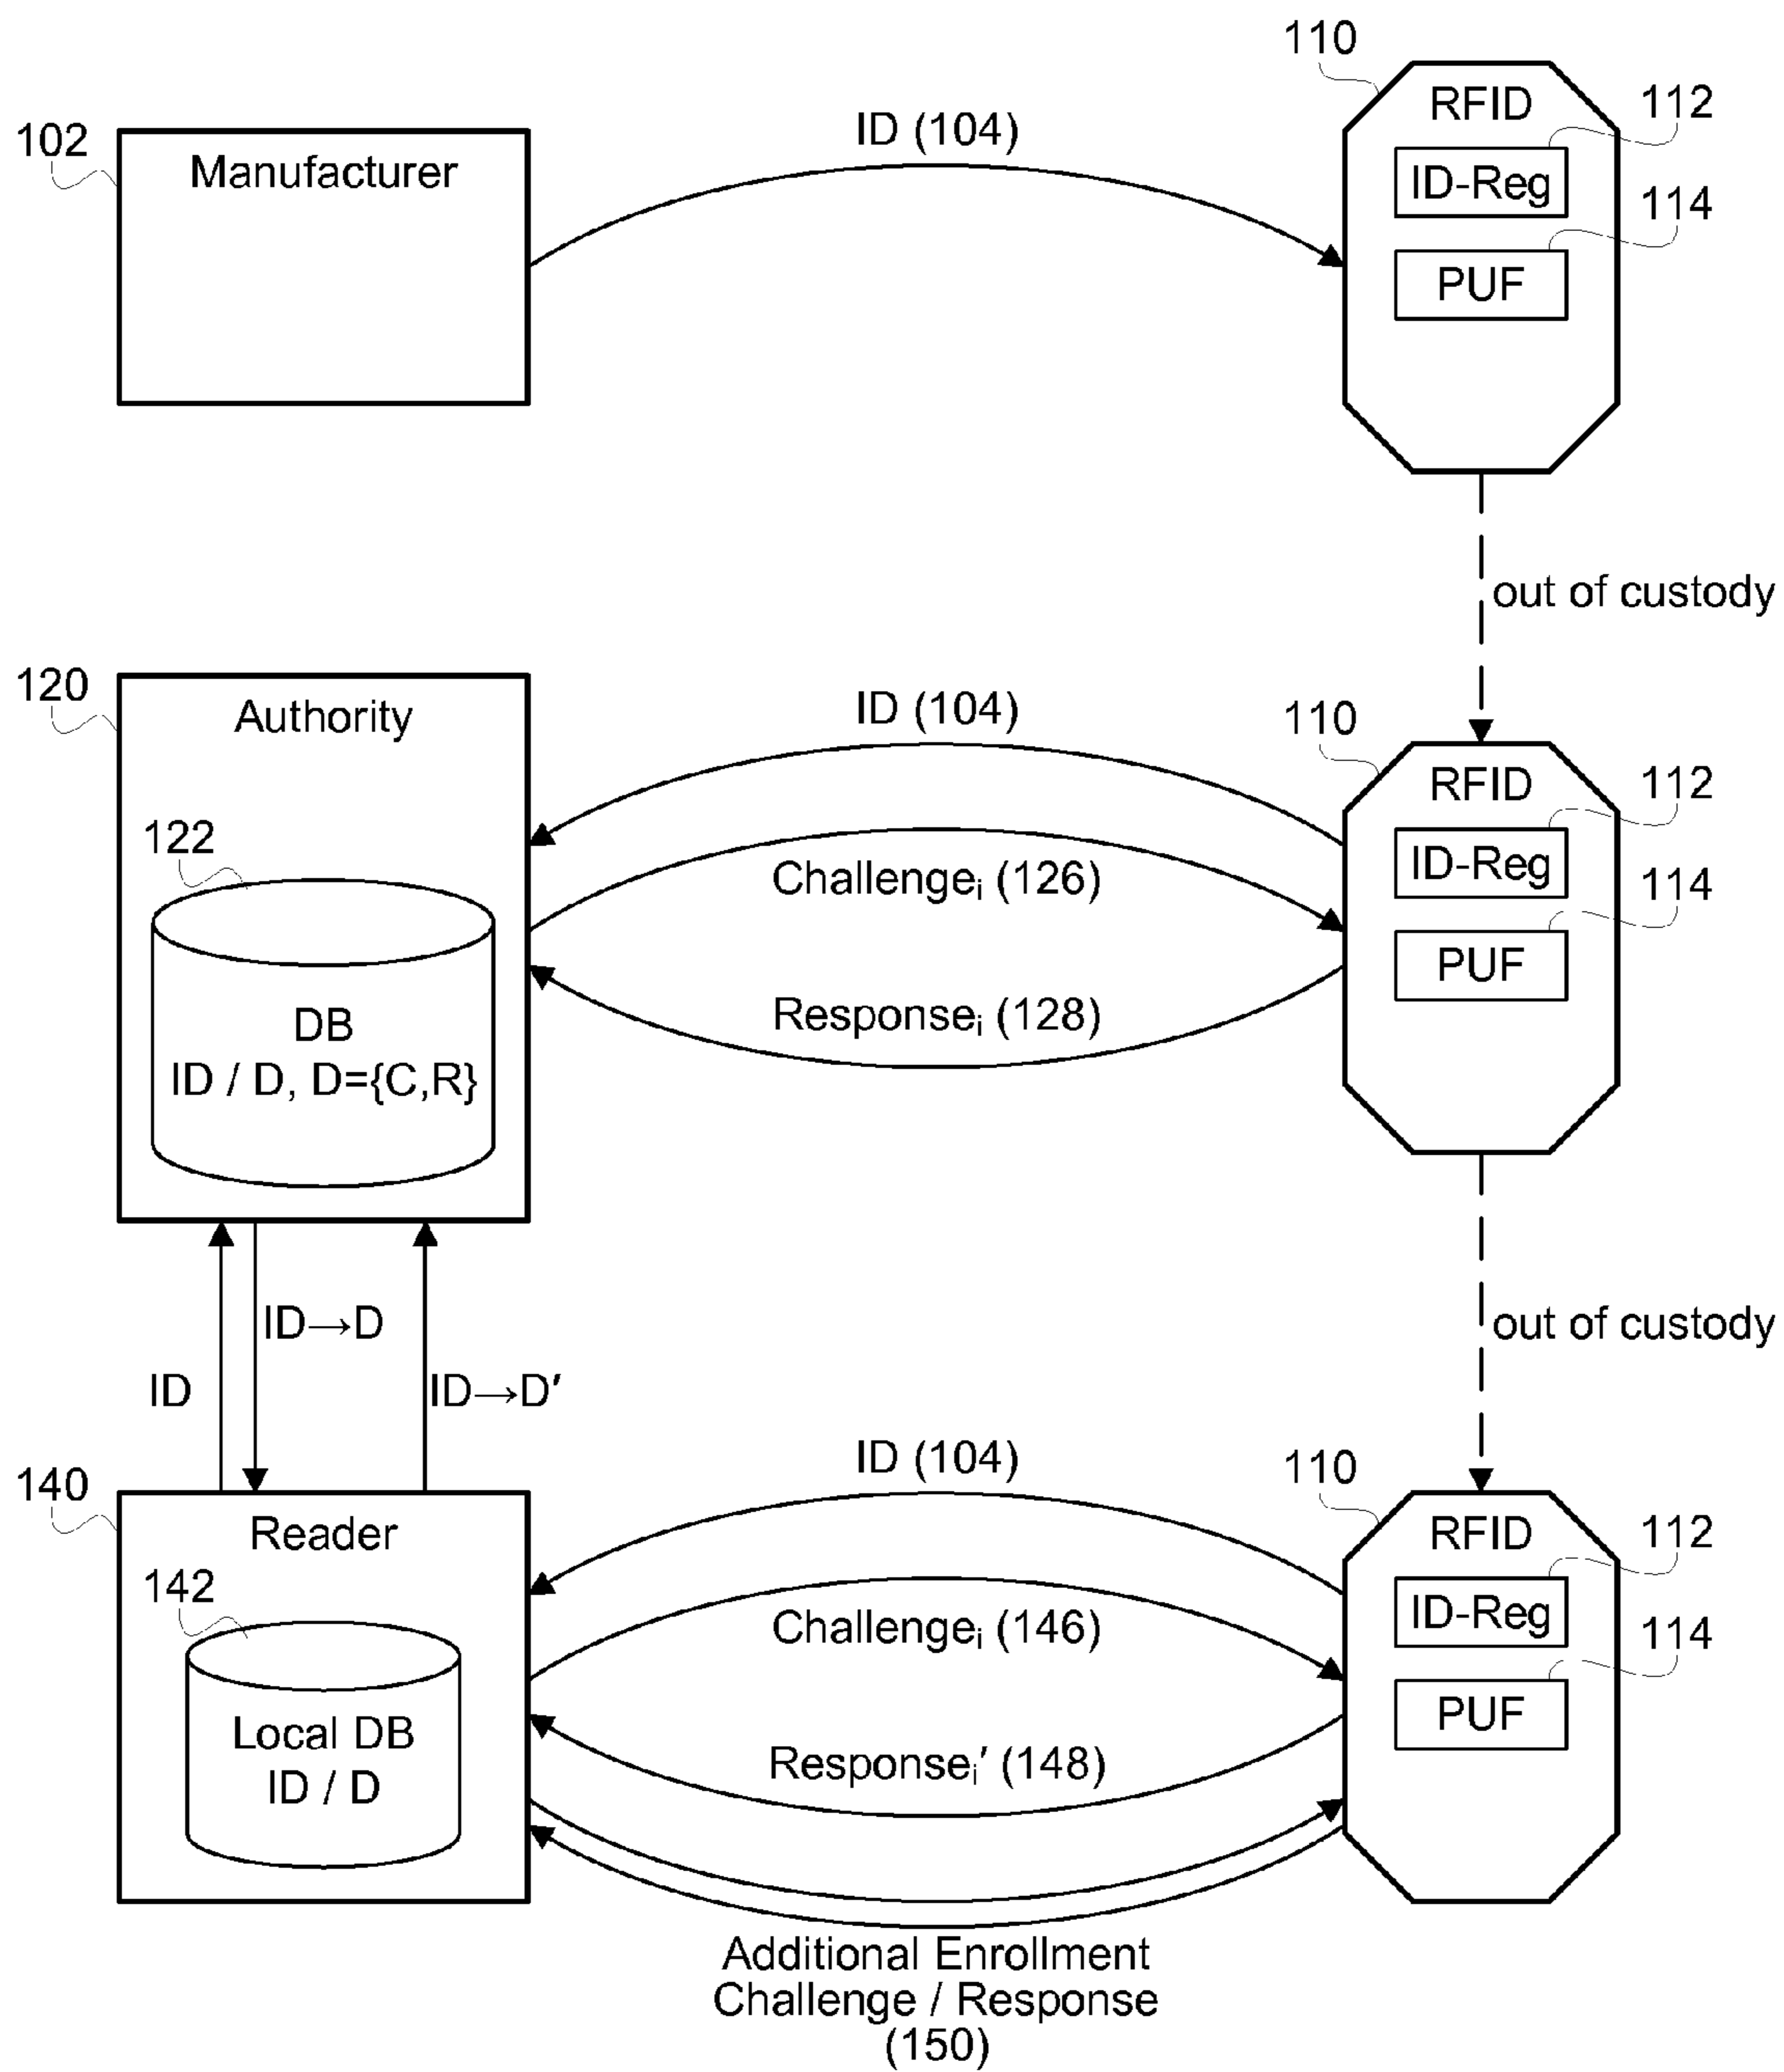 110
RFID
112
ID (104)
102
Manufacturer
ID-Reg
114
PUF
out of custody
120
Authority
ID (104)
110
RFID
112
122
Challengeᵢ (126)
ID-Reg
114
PUF
DB
ID / D, D={C,R}
Responseᵢ (128)
ID→D
out of custody
ID
ID→D′
140
Reader
ID (104)
110
RFID
112
142
Challengeᵢ (146)
ID-Reg
114
PUF
Local DB
ID / D
Responseᵢ′ (148)
Additional Enrollment
Challenge / Response
(150)